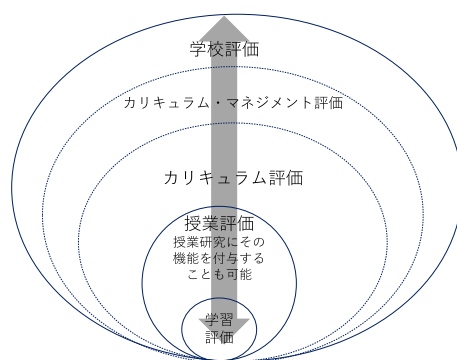 学校評価
カリキュラム・マネジメント評価
カリキュラム評価
授業評価
授業研究にその
機能を付与する
ことも可能
学習
評価